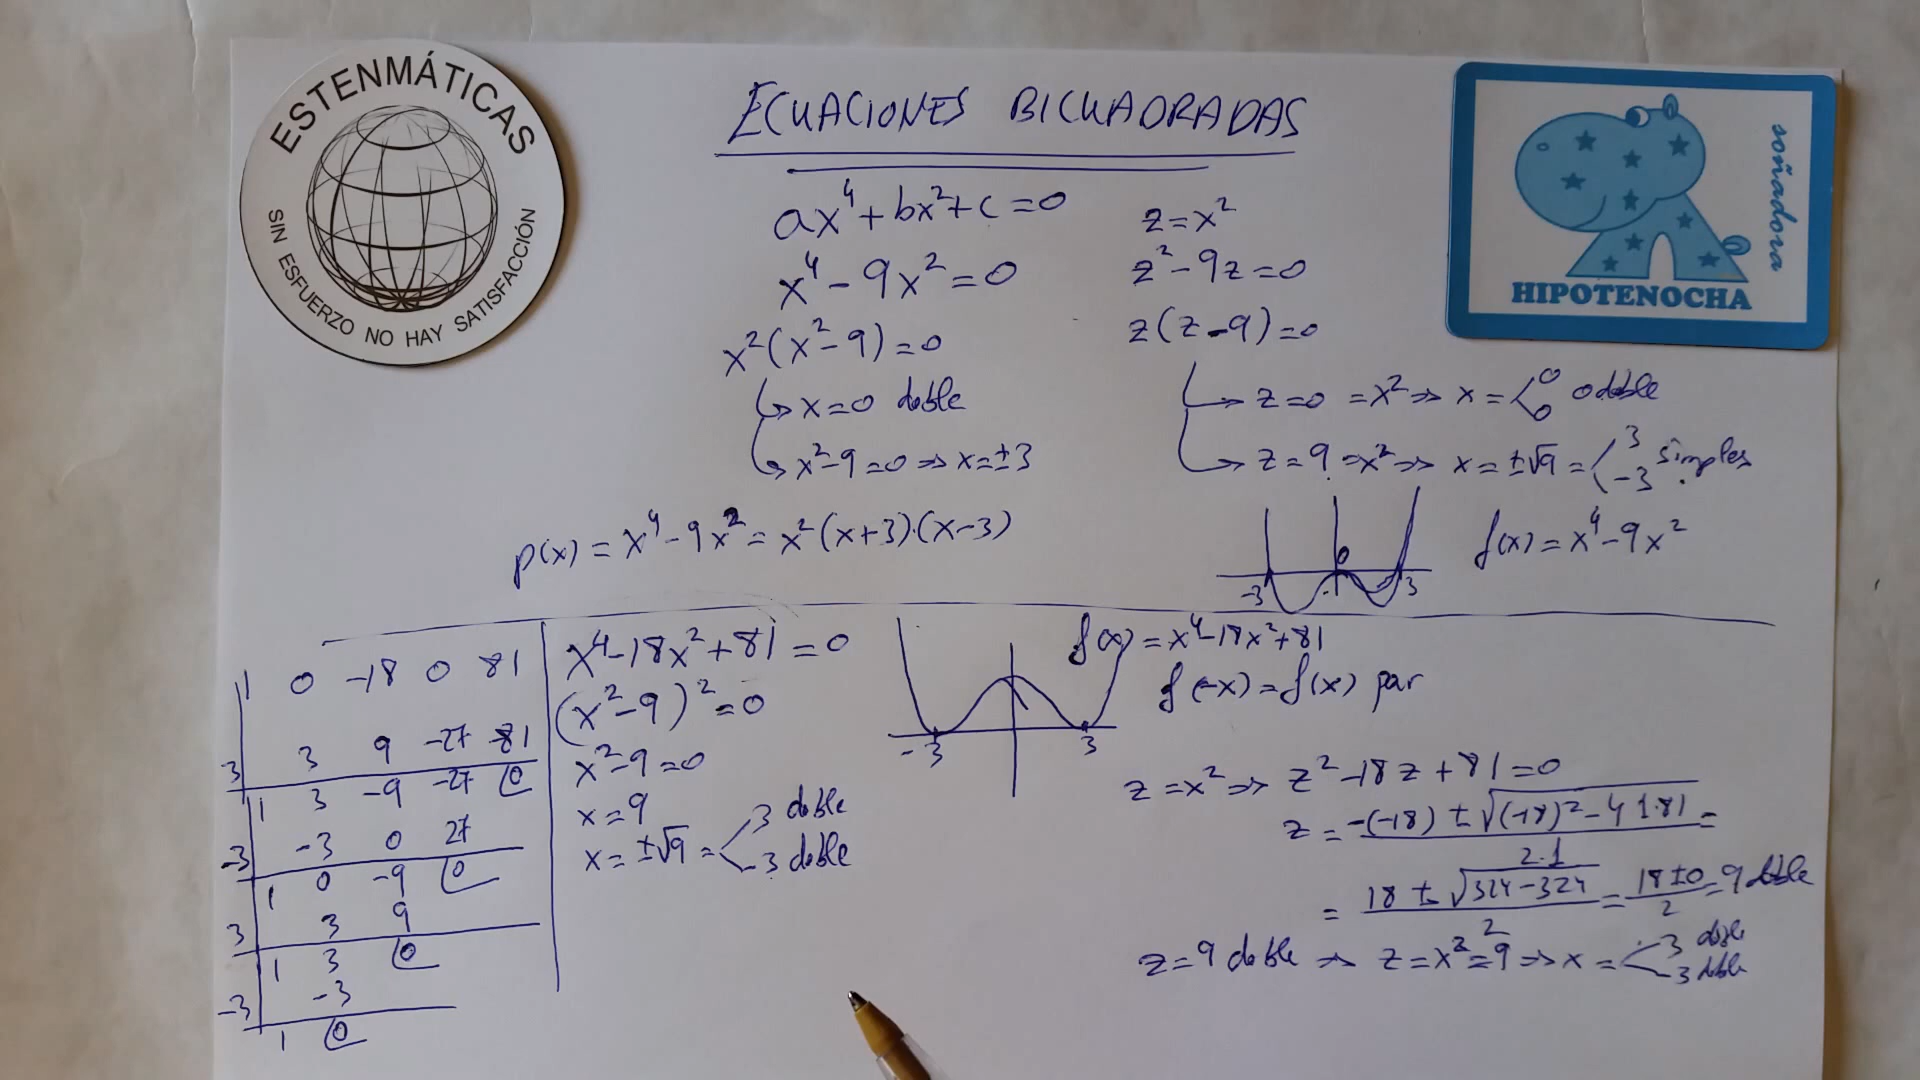 ESTENMÁTICAS
SIN ESFUERZO NO HAY SATISFACCIÓN
soñadora
HIPOTENOCHA
ECUACIONES BICUADRADAS
ax⁴+bx²+c=0
x⁴-9x²=0
x²(x²-9)=0
↳ x=0 doble
↳ x²-9=0 ⇒ x=±3
z=x²
z²-9z=0
z(z-9)=0
↳ z=0 =x² ⇒ x=< 0 0 0 doble
↳ z=9=x² ⇒ x=±√9=< 3 -3 simples
p(x)=x⁴-9x²=x²(x+3)·(x-3)
f(x)=x⁴-9x²
-3 0 -1 3
1 0 -18 0 81
3 3 9 -27 -81
1 3 -9 -27 0
-3 -3 0 27
1 0 -9 0
3 3 9
1 3 0
-3 -3
1 0
x⁴-18x²+81=0
(x²-9)²=0
x²-9=0
x=9
x=±√9=< 3 doble -3 doble
f(x)=x⁴-18x²+81
f(-x)=f(x) par
-3 3
z=x² ⇒ z²-18z+81=0
z=(-(-18)±√((-18)²-4·1·81))/(2·1)=
=(18±√(324-324))/2=(18±0)/2=9 doble
z=9 doble ⇒ z=x²=9 ⇒ x=< 3 doble -3 doble